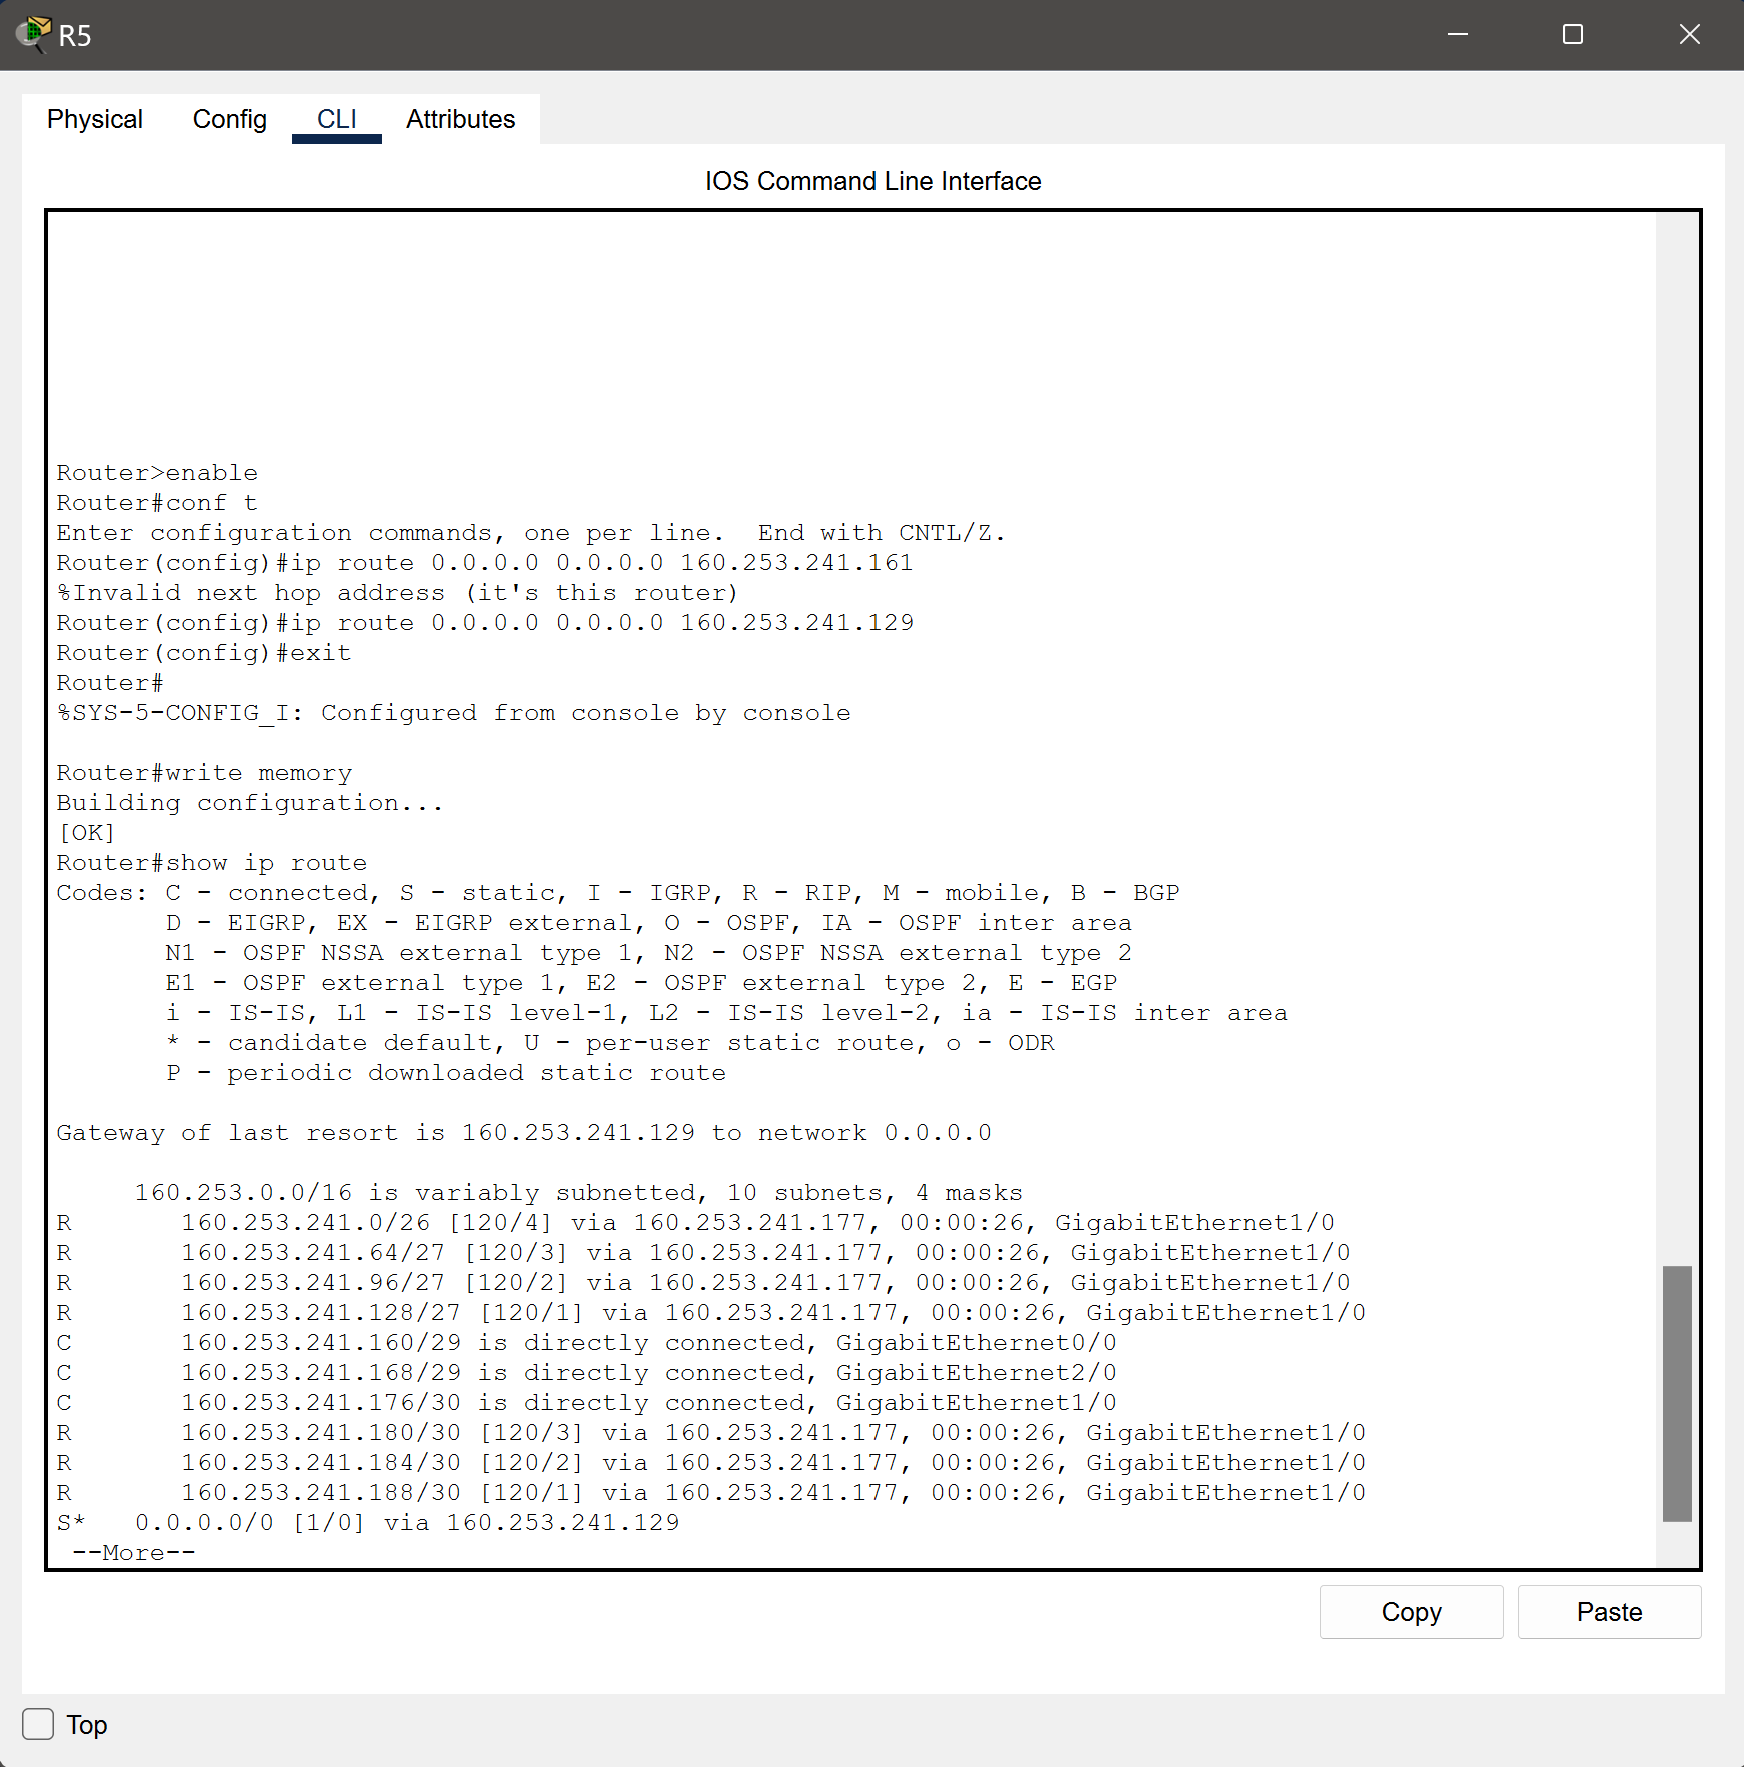 R5
Physical Config CLI Attributes
IOS Command Line Interface
Router>enable
Router#conf t
Enter configuration commands, one per line.  End with CNTL/Z.
Router(config)#ip route 0.0.0.0 0.0.0.0 160.253.241.161
%Invalid next hop address (it's this router)
Router(config)#ip route 0.0.0.0 0.0.0.0 160.253.241.129
Router(config)#exit
Router#
%SYS-5-CONFIG_I: Configured from console by console
Router#write memory
Building configuration...
[OK]
Router#show ip route
Codes: C - connected, S - static, I - IGRP, R - RIP, M - mobile, B - BGP
       D - EIGRP, EX - EIGRP external, O - OSPF, IA - OSPF inter area
       N1 - OSPF NSSA external type 1, N2 - OSPF NSSA external type 2
       E1 - OSPF external type 1, E2 - OSPF external type 2, E - EGP
       i - IS-IS, L1 - IS-IS level-1, L2 - IS-IS level-2, ia - IS-IS inter area
       * - candidate default, U - per-user static route, o - ODR
       P - periodic downloaded static route
Gateway of last resort is 160.253.241.129 to network 0.0.0.0
     160.253.0.0/16 is variably subnetted, 10 subnets, 4 masks
R       160.253.241.0/26 [120/4] via 160.253.241.177, 00:00:26, GigabitEthernet1/0
R       160.253.241.64/27 [120/3] via 160.253.241.177, 00:00:26, GigabitEthernet1/0
R       160.253.241.96/27 [120/2] via 160.253.241.177, 00:00:26, GigabitEthernet1/0
R       160.253.241.128/27 [120/1] via 160.253.241.177, 00:00:26, GigabitEthernet1/0
C       160.253.241.160/29 is directly connected, GigabitEthernet0/0
C       160.253.241.168/29 is directly connected, GigabitEthernet2/0
C       160.253.241.176/30 is directly connected, GigabitEthernet1/0
R       160.253.241.180/30 [120/3] via 160.253.241.177, 00:00:26, GigabitEthernet1/0
R       160.253.241.184/30 [120/2] via 160.253.241.177, 00:00:26, GigabitEthernet1/0
R       160.253.241.188/30 [120/1] via 160.253.241.177, 00:00:26, GigabitEthernet1/0
S*   0.0.0.0/0 [1/0] via 160.253.241.129
 --More--
Copy Paste
Top